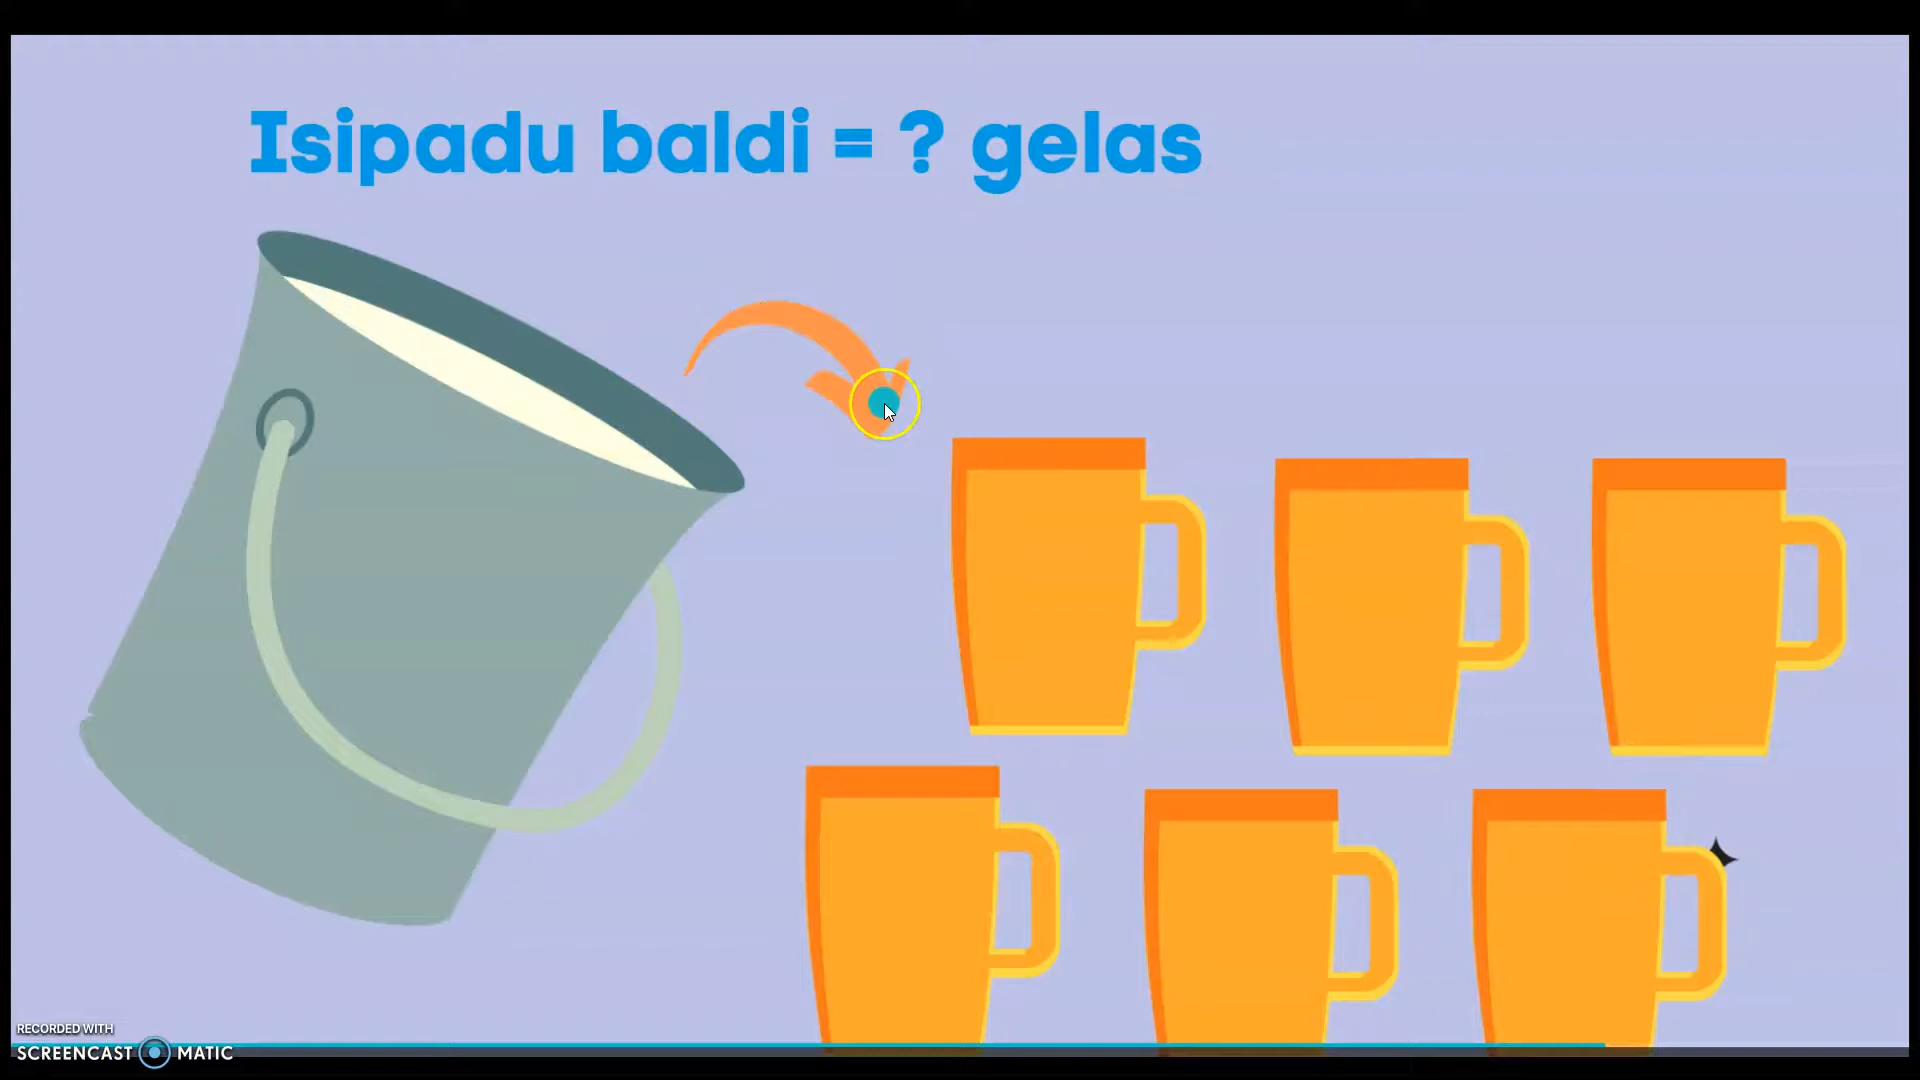 Isipadu baldi = ? gelas
RECORDED WITH
SCREENCAST MATIC